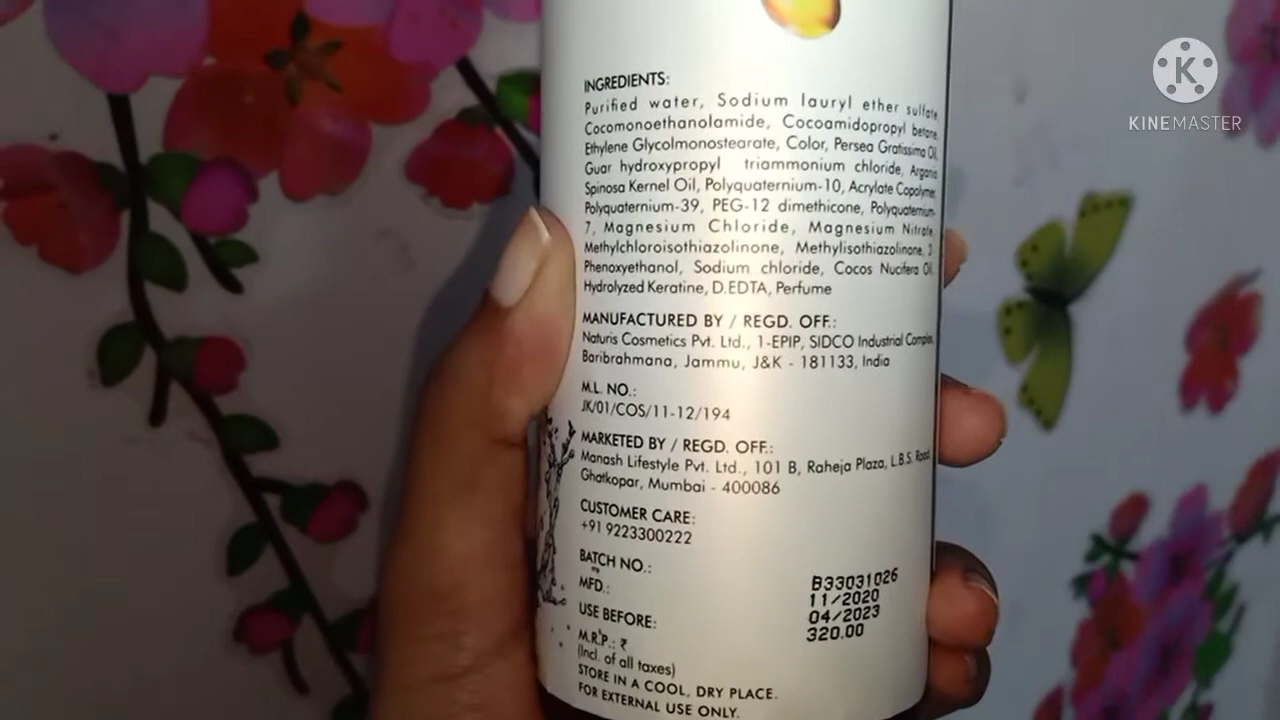 INGREDIENTS:
Purified water, Sodium lauryl ether sulfate,
Cocomonoethanolamide, Cocoamidopropyl betane,
Ethylene Glycolmonostearate, Color, Persea Gratissima Oil,
Guar hydroxypropyl triammonium chloride, Argania
Spinosa Kernel Oil, Polyquaternium-10, Acrylate Copolymer,
Polyquaternium-39, PEG-12 dimethicone, Polyquaternium-
7, Magnesium Chloride, Magnesium Nitrate,
Methylchloroisothiazolinone, Methylisothiazolinone, 2-
Phenoxyethanol, Sodium chloride, Cocos Nucifera Oil,
Hydrolyzed Keratine, D.EDTA, Perfume
MANUFACTURED BY / REGD. OFF.:
Naturis Cosmetics Pvt. Ltd., 1-EPIP, SIDCO Industrial Complex,
Baribrahmana, Jammu, J&K - 181133, India
M.L. NO.:
JK/01/COS/11-12/194
MARKETED BY / REGD. OFF.:
Manash Lifestyle Pvt. Ltd., 101 B, Raheja Plaza, L.B.S. Road,
Ghatkopar, Mumbai - 400086
CUSTOMER CARE:
+91 9223300222
BATCH NO.: B33031026
MFD.: 11/2020
USE BEFORE: 04/2023
M.R.P.: ₹ 320.00
(Incl. of all taxes)
STORE IN A COOL, DRY PLACE.
FOR EXTERNAL USE ONLY.
K
KINEMASTER